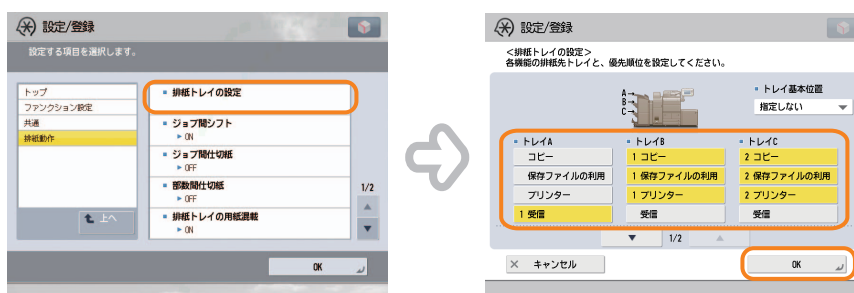 設定/登録
設定する項目を選択します。
トップ
ファンクション設定
共通
排紙動作
上へ
排紙トレイの設定
ジョブ間シフト
ON
ジョブ間仕切紙
OFF
部数間仕切紙
OFF
排紙トレイの用紙混載
ON
1/2
OK
設定/登録
<排紙トレイの設定>
各機能の排紙先トレイと、優先順位を設定してください。
A
B
C
トレイ基本位置
指定しない
トレイA
コピー
保存ファイルの利用
プリンター
1 受信
トレイB
1 コピー
1 保存ファイルの利用
1 プリンター
受信
トレイC
2 コピー
2 保存ファイルの利用
2 プリンター
受信
1/2
キャンセル
OK